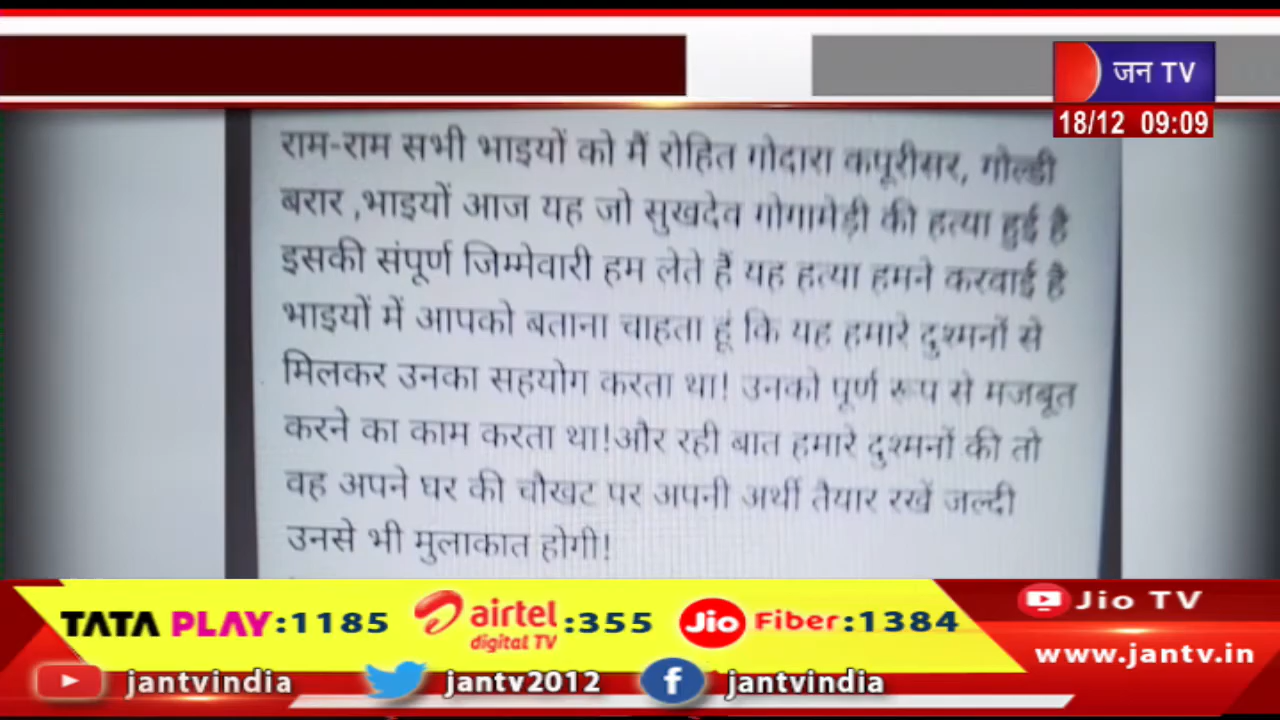 जन TV
18/12 09:09
राम-राम सभी भाइयों को मैं रोहित गोदारा कपूरीसर, गोल्डी
बरार ,भाइयों आज यह जो सुखदेव गोगामेड़ी की हत्या हुई है
इसकी संपूर्ण जिम्मेवारी हम लेते हैं यह हत्या हमने करवाई है
भाइयों में आपको बताना चाहता हूं कि यह हमारे दुश्मनों से
मिलकर उनका सहयोग करता था! उनको पूर्ण रूप से मजबूत
करने का काम करता था!और रही बात हमारे दुश्मनों की तो
वह अपने घर की चौखट पर अपनी अर्थी तैयार रखें जल्दी
उनसे भी मुलाकात होगी!
TATA PLAY:1185 airtel digital TV:355 Jio Fiber:1384
Jio TV
www.jantv.in
jantvindia jantv2012 jantvindia